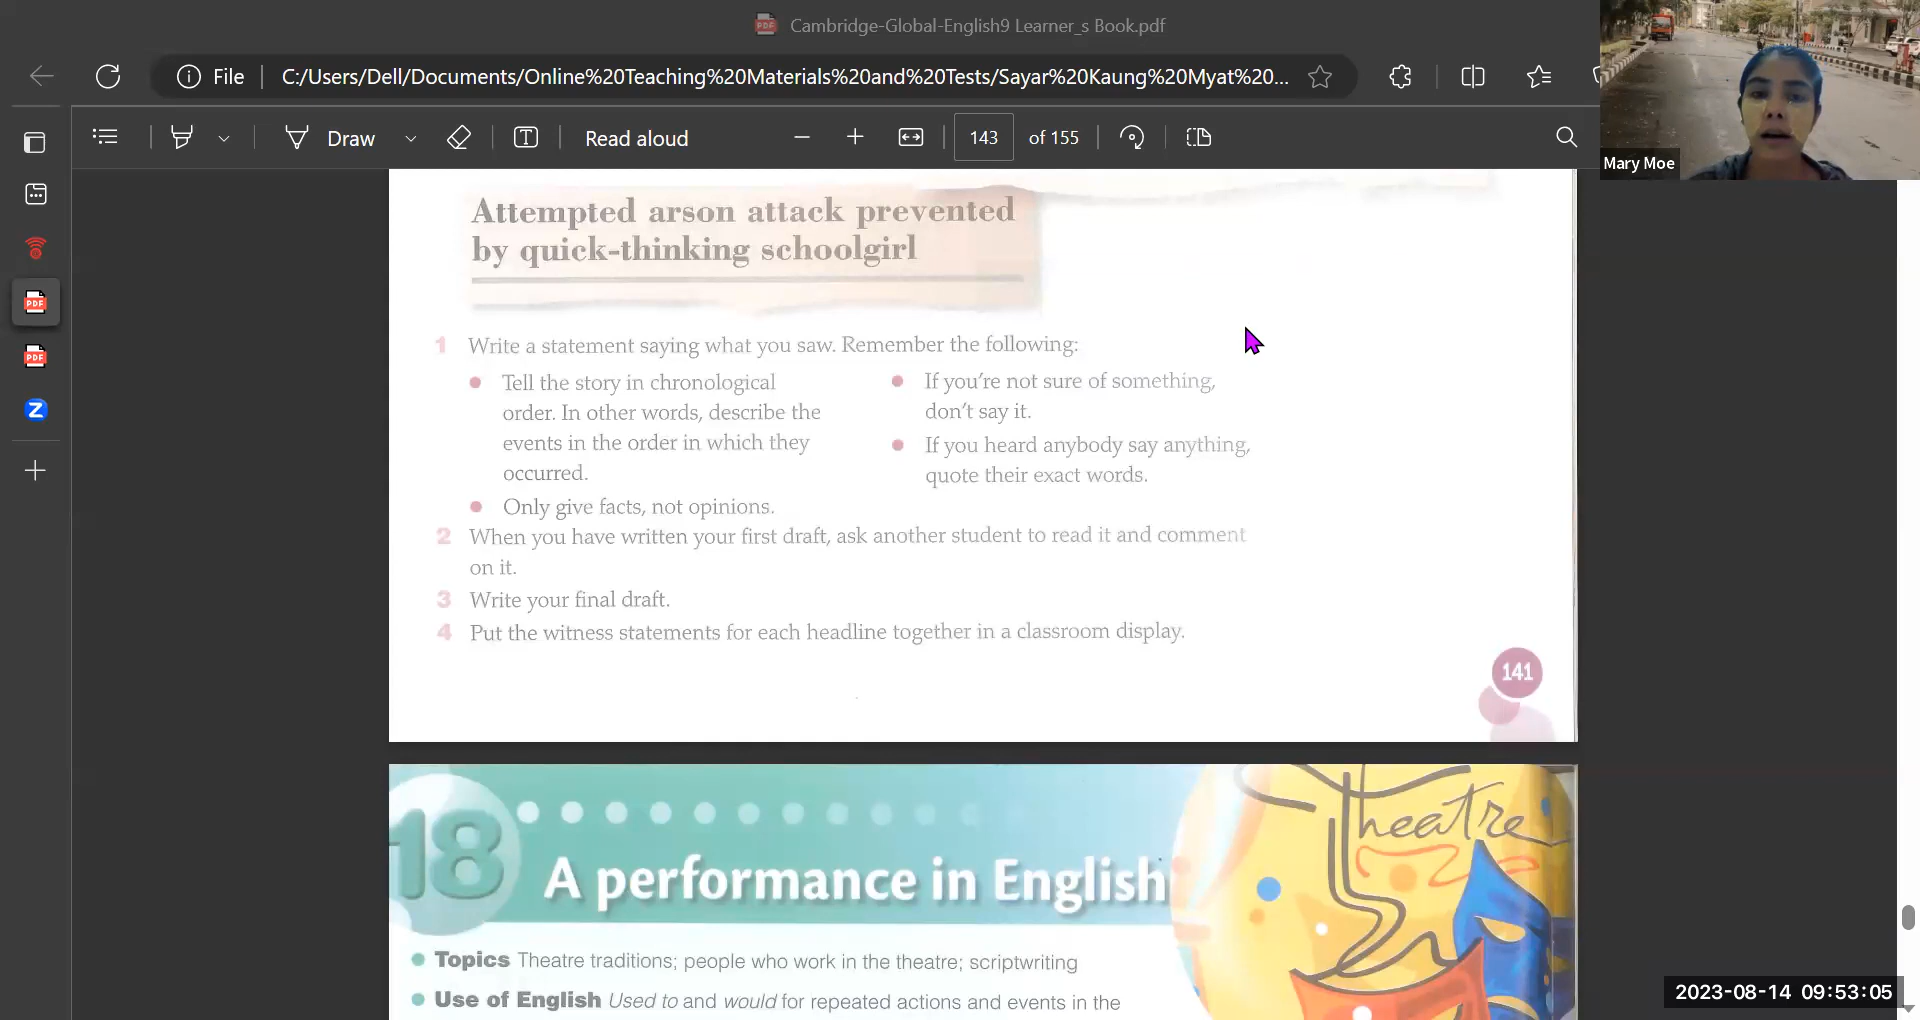 Cambridge-Global-English9 Learner_s Book.pdf
File
C:/Users/Dell/Documents/Online%20Teaching%20Materials%20and%20Tests/Sayar%20Kaung%20Myat%20...
Draw
Read aloud
143
of 155
Mary Moe
Attempted arson attack prevented
by quick-thinking schoolgirl
1 Write a statement saying what you saw. Remember the following:
Tell the story in chronological
order. In other words, describe the
events in the order in which they
occurred.
Only give facts, not opinions.
If you're not sure of something,
don't say it.
If you heard anybody say anything,
quote their exact words.
2 When you have written your first draft, ask another student to read it and comment
on it.
3 Write your final draft.
4 Put the witness statements for each headline together in a classroom display.
141
18
A performance in English
Theatre
Topics Theatre traditions; people who work in the theatre; scriptwriting
Use of English Used to and would for repeated actions and events in the
2023-08-14 09:53:05